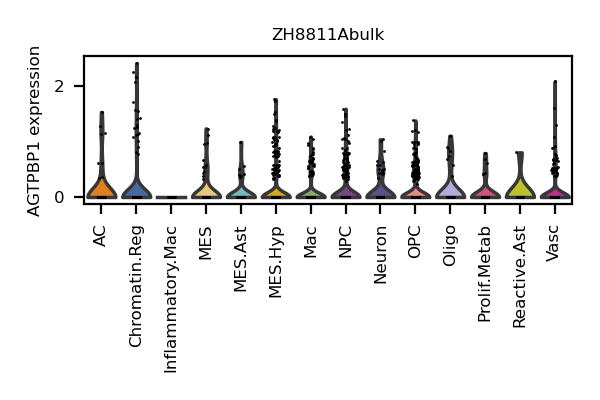 ZH8811Abulk
AGTPBP1 expression
2
0
AC
Chromatin.Reg
Inflammatory.Mac
MES
MES.Ast
MES.Hyp
Mac
NPC
Neuron
OPC
Oligo
Prolif.Metab
Reactive.Ast
Vasc